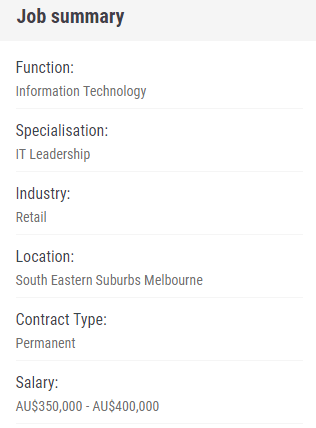 Job summary
Function:
Information Technology
Specialisation:
IT Leadership
Industry:
Retail
Location:
South Eastern Suburbs Melbourne
Contract Type:
Permanent
Salary:
AU$350,000 - AU$400,000